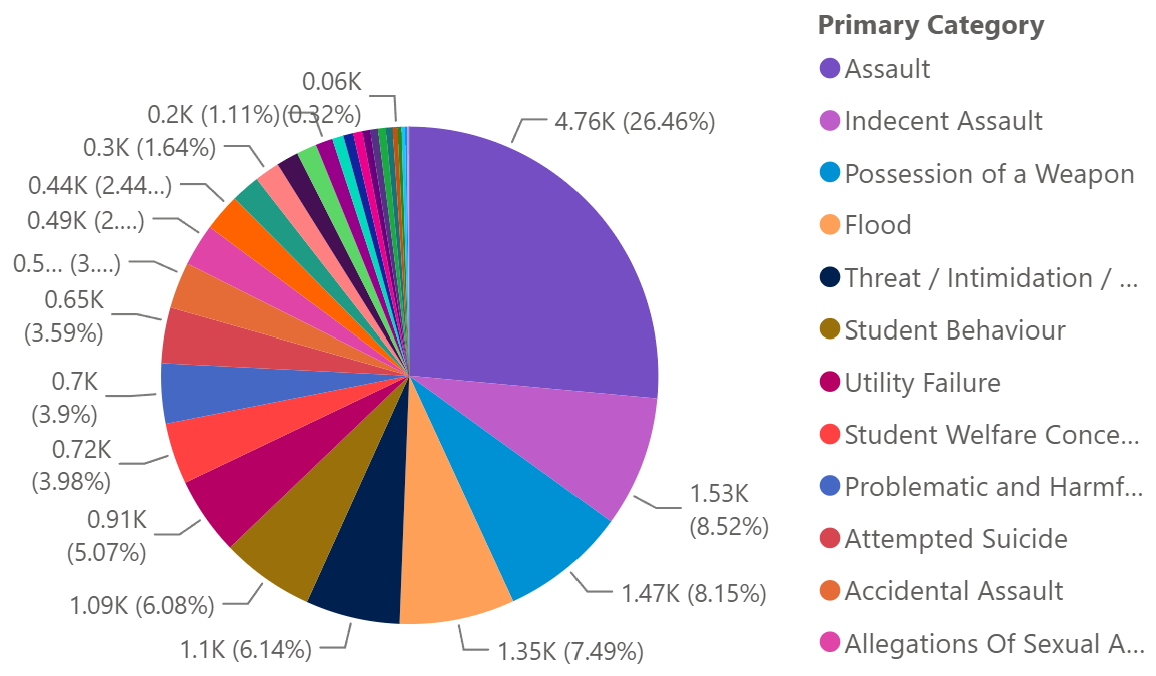 Primary Category
Assault
Indecent Assault
Possession of a Weapon
Flood
Threat / Intimidation / ...
Student Behaviour
Utility Failure
Student Welfare Conce...
Problematic and Harmf...
Attempted Suicide
Accidental Assault
Allegations Of Sexual A...
4.76K (26.46%)
1.53K
(8.52%)
1.47K (8.15%)
1.35K (7.49%)
1.1K (6.14%)
1.09K (6.08%)
0.91K
(5.07%)
0.72K
(3.98%)
0.7K
(3.9%)
0.65K
(3.59%)
0.5... (3....)
0.49K (2....)
0.44K (2.44...)
0.3K (1.64%)
0.2K (1.11%)
0.06K
(0.32%)